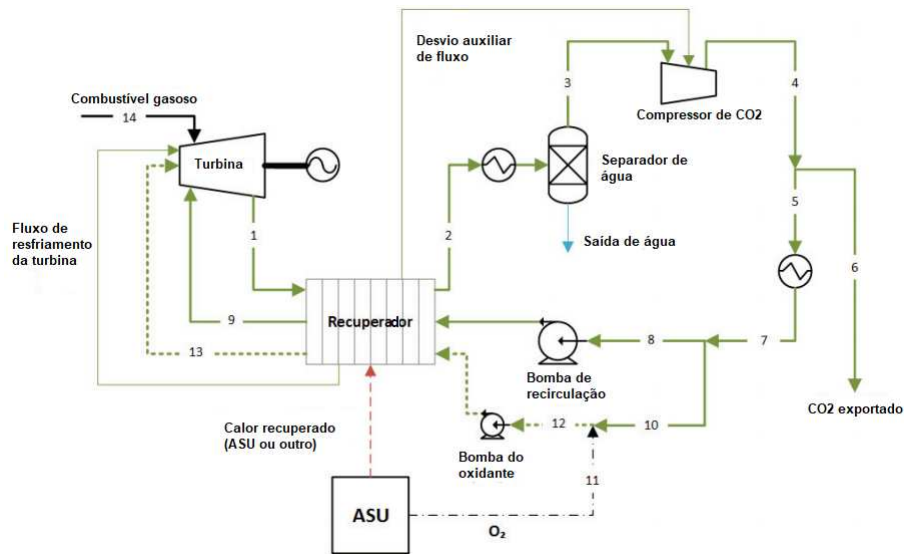 Desvio auxiliar
de fluxo
3
4
Compressor de CO2
Combustível gasoso
14
Turbina
Separador de
água
2
1
5
Fluxo de
resfriamento
da turbina
Saída de água
6
Recuperador
9
8
7
13
Bomba de
recirculação
CO2 exportado
12
10
Calor recuperado
(ASU ou outro)
Bomba do
oxidante
11
ASU
O₂